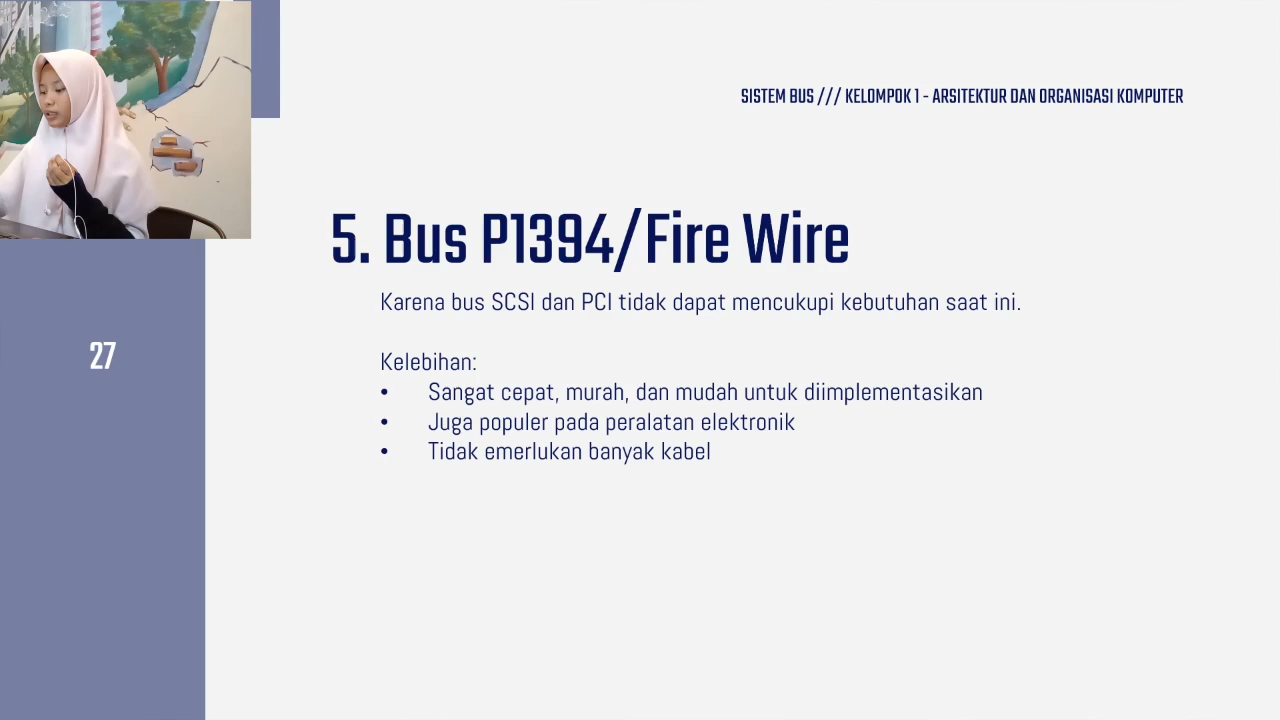 SISTEM BUS /// KELOMPOK 1 - ARSITEKTUR DAN ORGANISASI KOMPUTER
5. Bus P1394/Fire Wire
Karena bus SCSI dan PCI tidak dapat mencukupi kebutuhan saat ini.
27
Kelebihan:
• Sangat cepat, murah, dan mudah untuk diimplementasikan
• Juga populer pada peralatan elektronik
• Tidak emerlukan banyak kabel